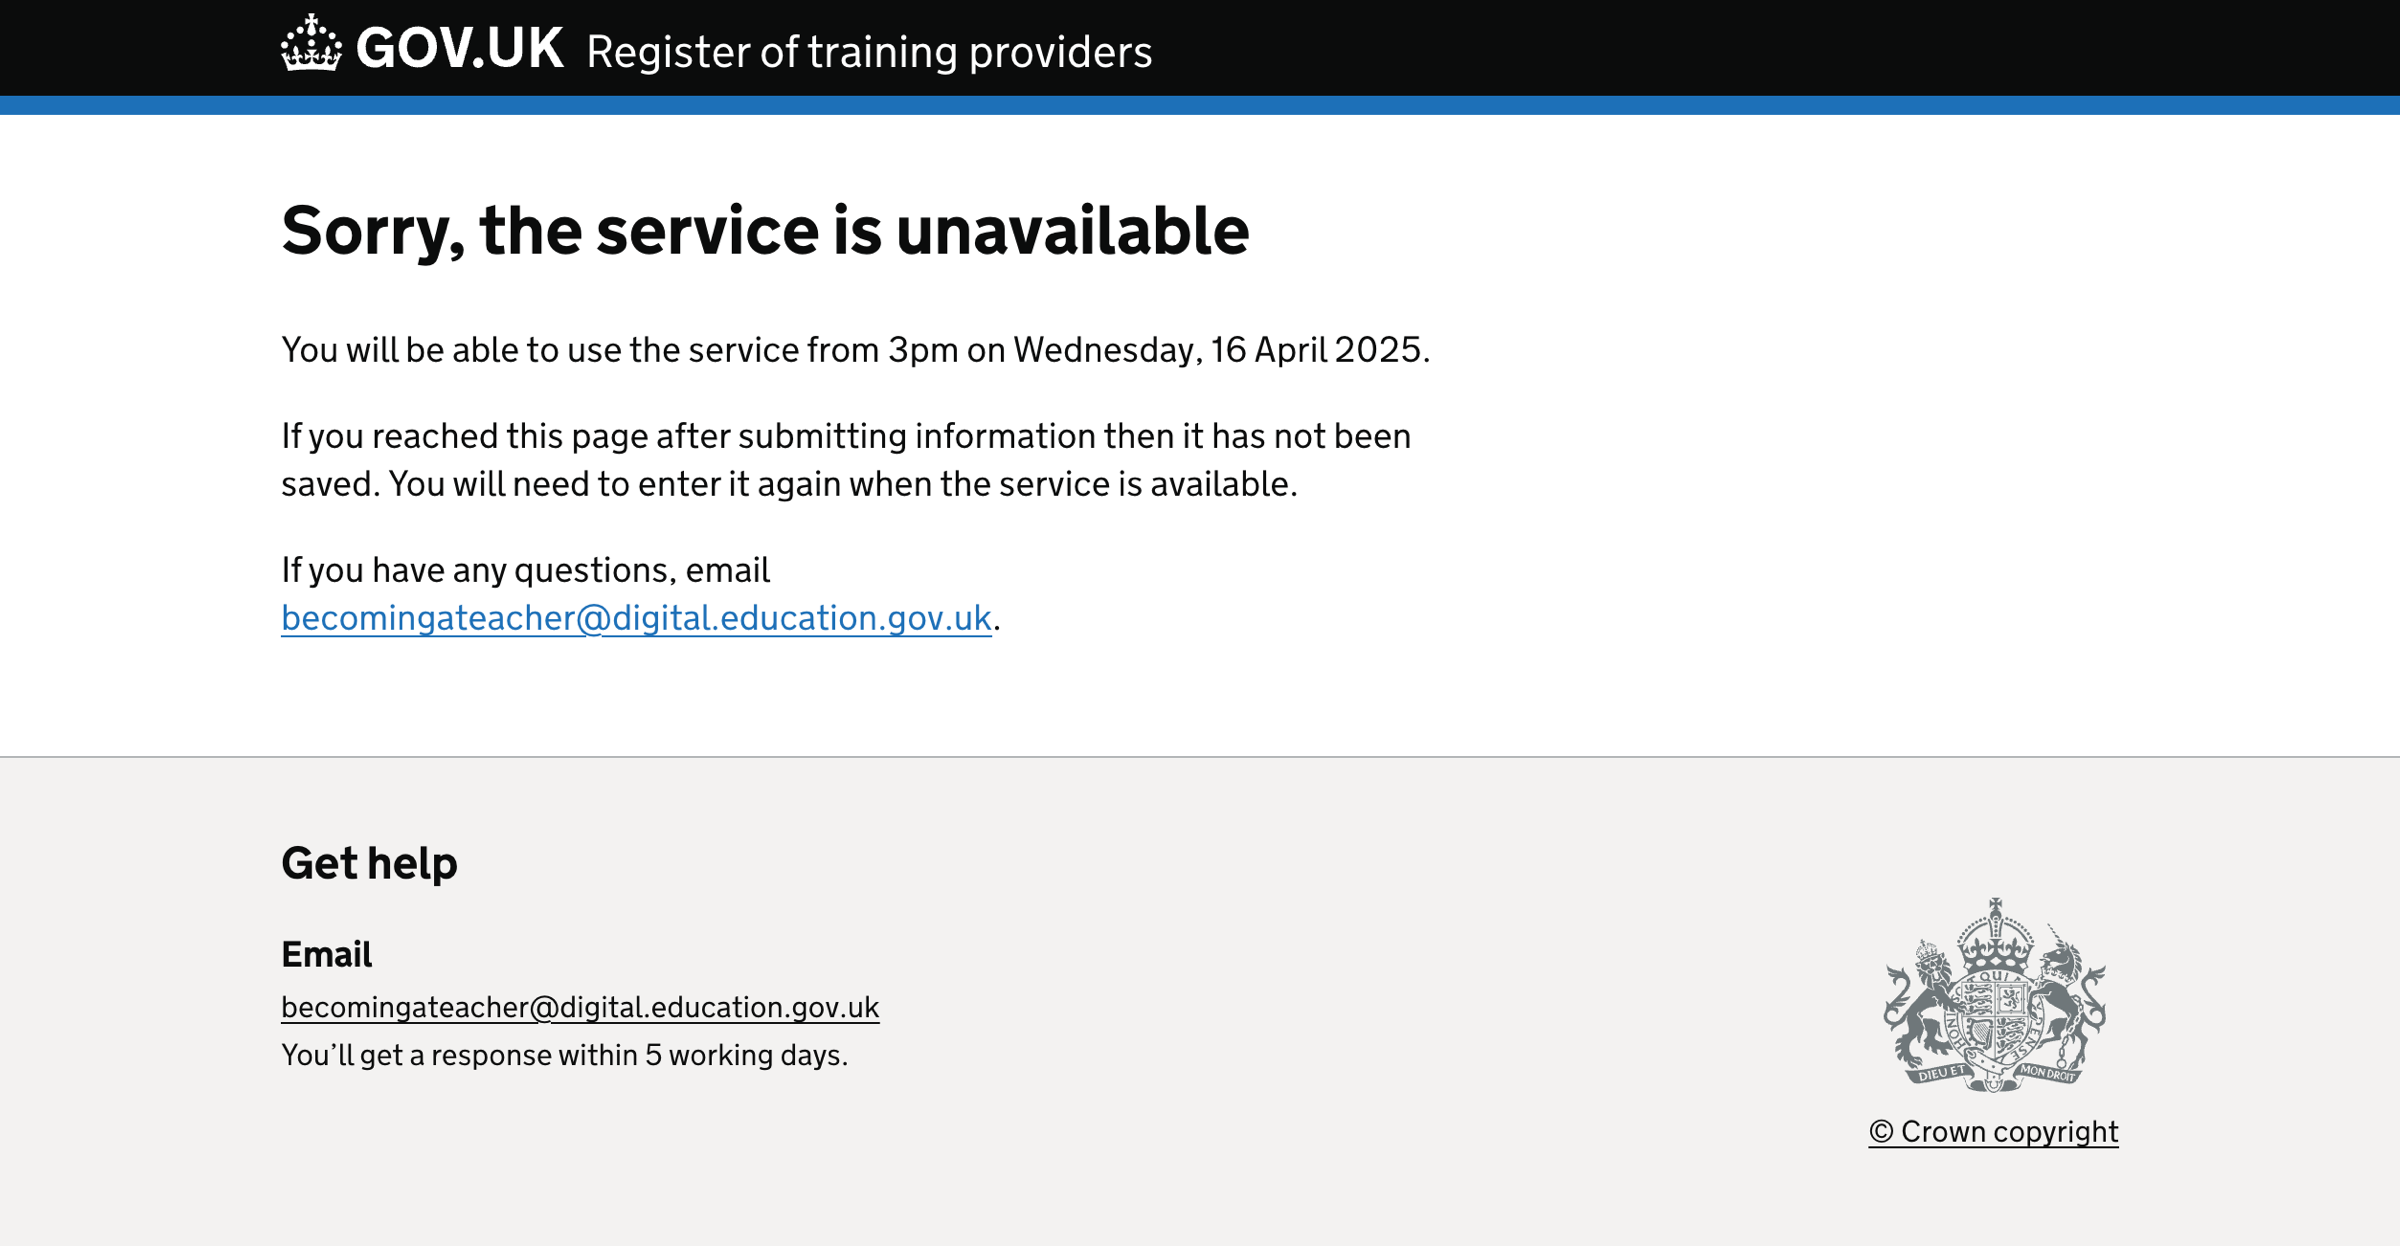 GOV.UK Register of training providers
Sorry, the service is unavailable
You will be able to use the service from 3pm on Wednesday, 16 April 2025.
If you reached this page after submitting information then it has not been
saved. You will need to enter it again when the service is available.
If you have any questions, email
becomingateacher@digital.education.gov.uk.
Get help
Email
becomingateacher@digital.education.gov.uk
You’ll get a response within 5 working days.
QUI
HONI
PENSE
DIEU ET MON DROIT
© Crown copyright